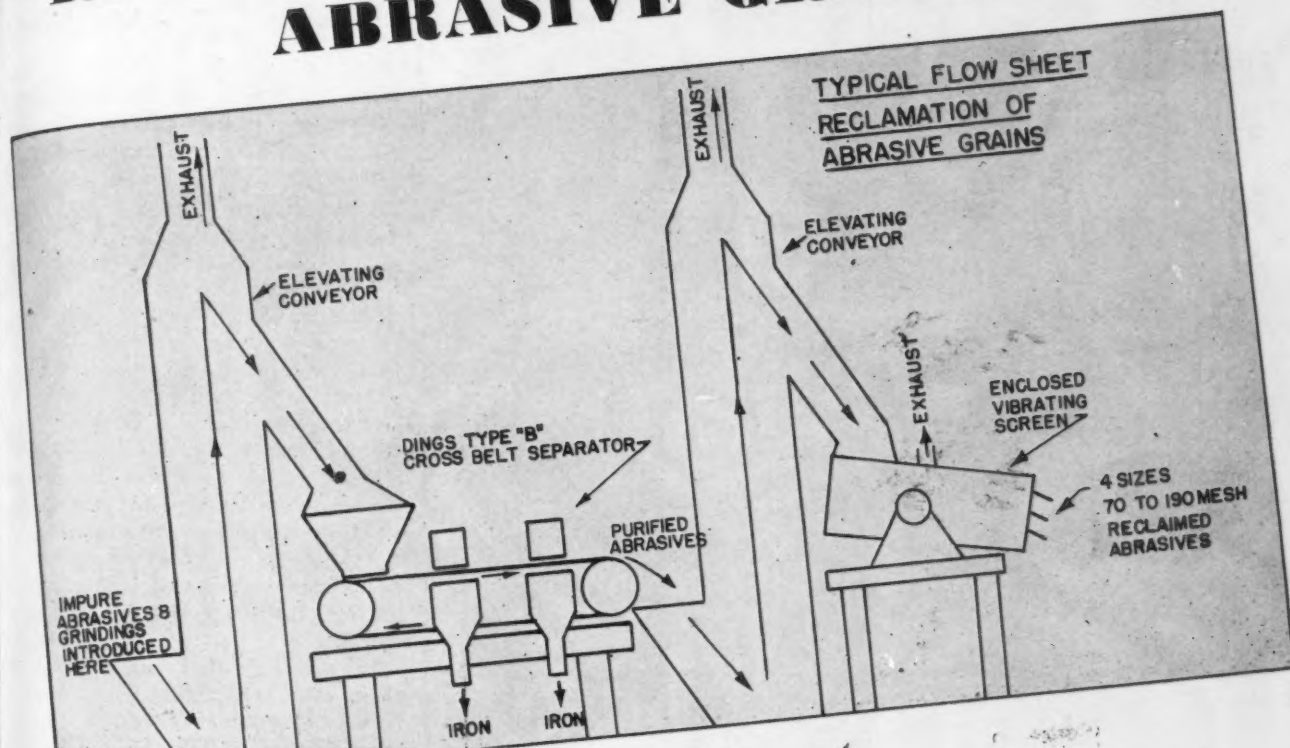 ABRASIVE
TYPICAL FLOW SHEET
RECLAMATION OF
ABRASIVE GRAINS
EXHAUST
EXHAUST
ELEVATING
CONVEYOR
ELEVATING
CONVEYOR
EXHAUST
ENCLOSED
VIBRATING
SCREEN
DINGS TYPE "B"
CROSS BELT SEPARATOR
4 SIZES
70 TO 190 MESH
RECLAIMED
ABRASIVES
PURIFIED
ABRASIVES
IMPURE
ABRASIVES &
GRINDINGS
INTRODUCED
HERE
IRON
IRON